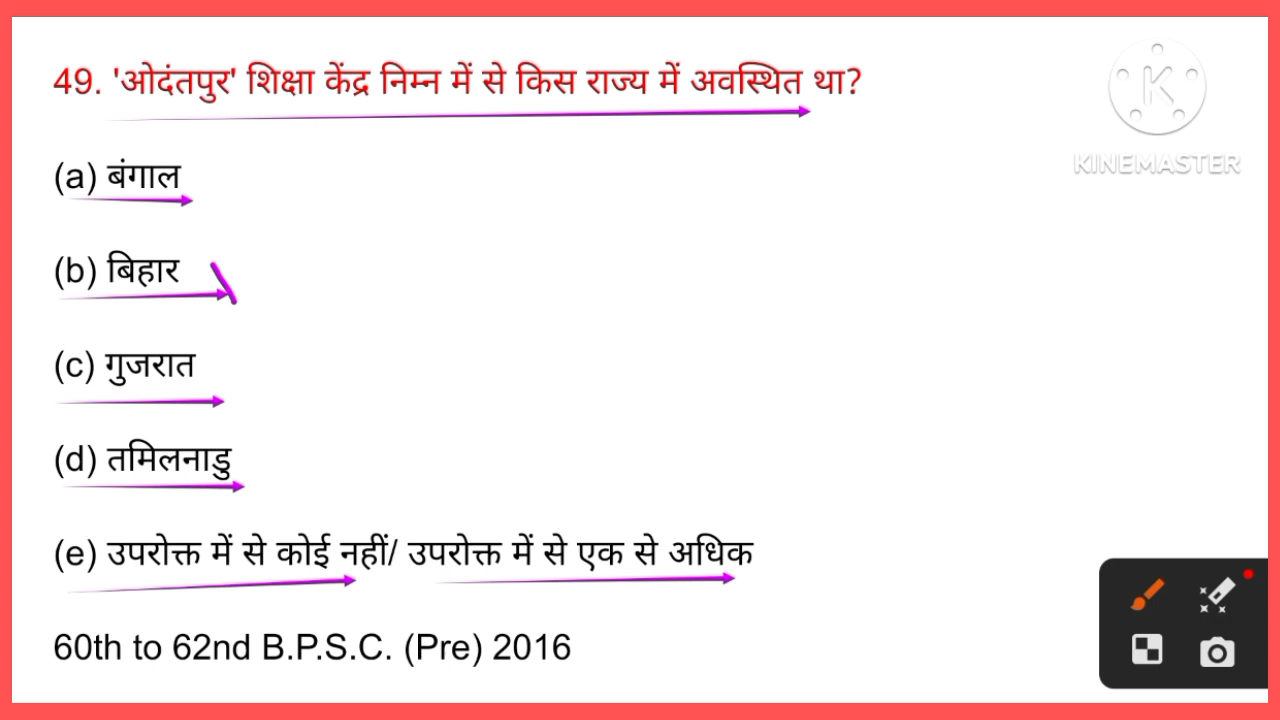 49. 'ओदंतपुर' शिक्षा केंद्र निम्न में से किस राज्य में अवस्थित था?
KINEMASTER
(a) बंगाल
(b) बिहार
(c) गुजरात
(d) तमिलनाडु
(e) उपरोक्त में से कोई नहीं/ उपरोक्त में से एक से अधिक
60th to 62nd B.P.S.C. (Pre) 2016